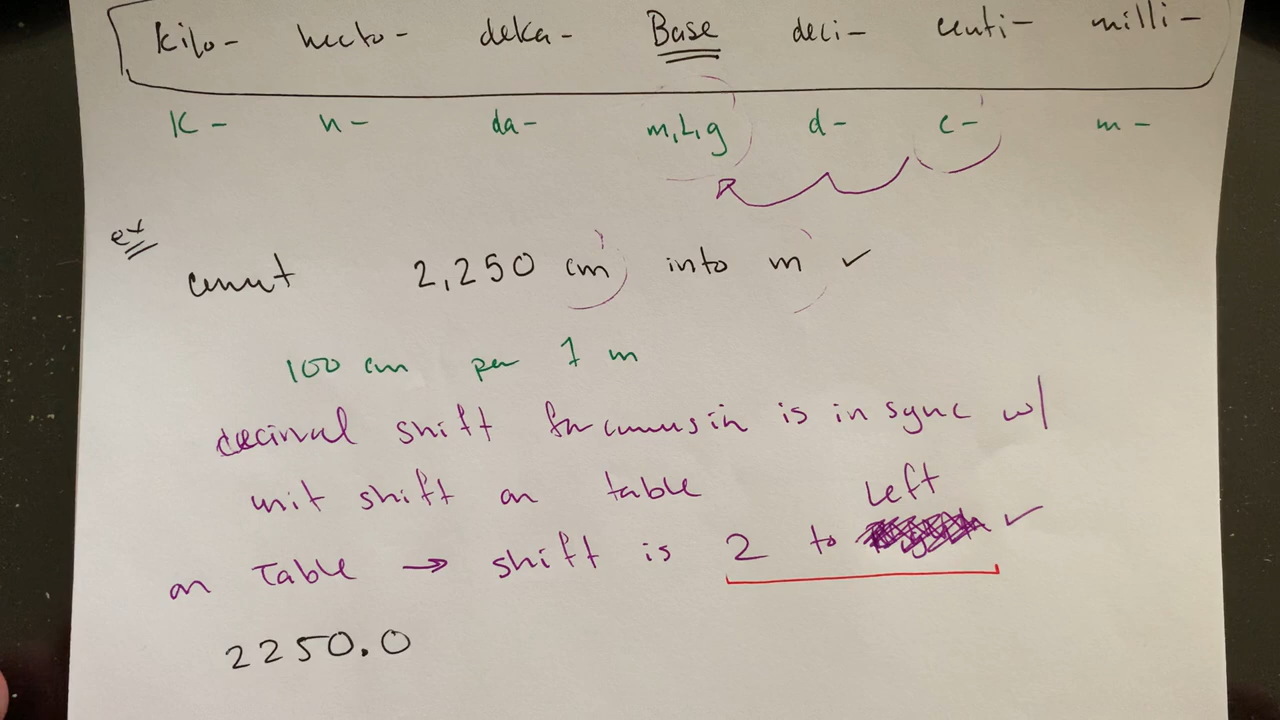 kilo- hecto- deka- Base deci- centi- milli-
k- h- da- m, L, g d- c- m-
ex
convert 2,250 cm into m ✓
100 cm per 1 m
decimal shift for conversion is in sync w/
unit shift on table
Left
on Table → shift is 2 to ✓
2250.0